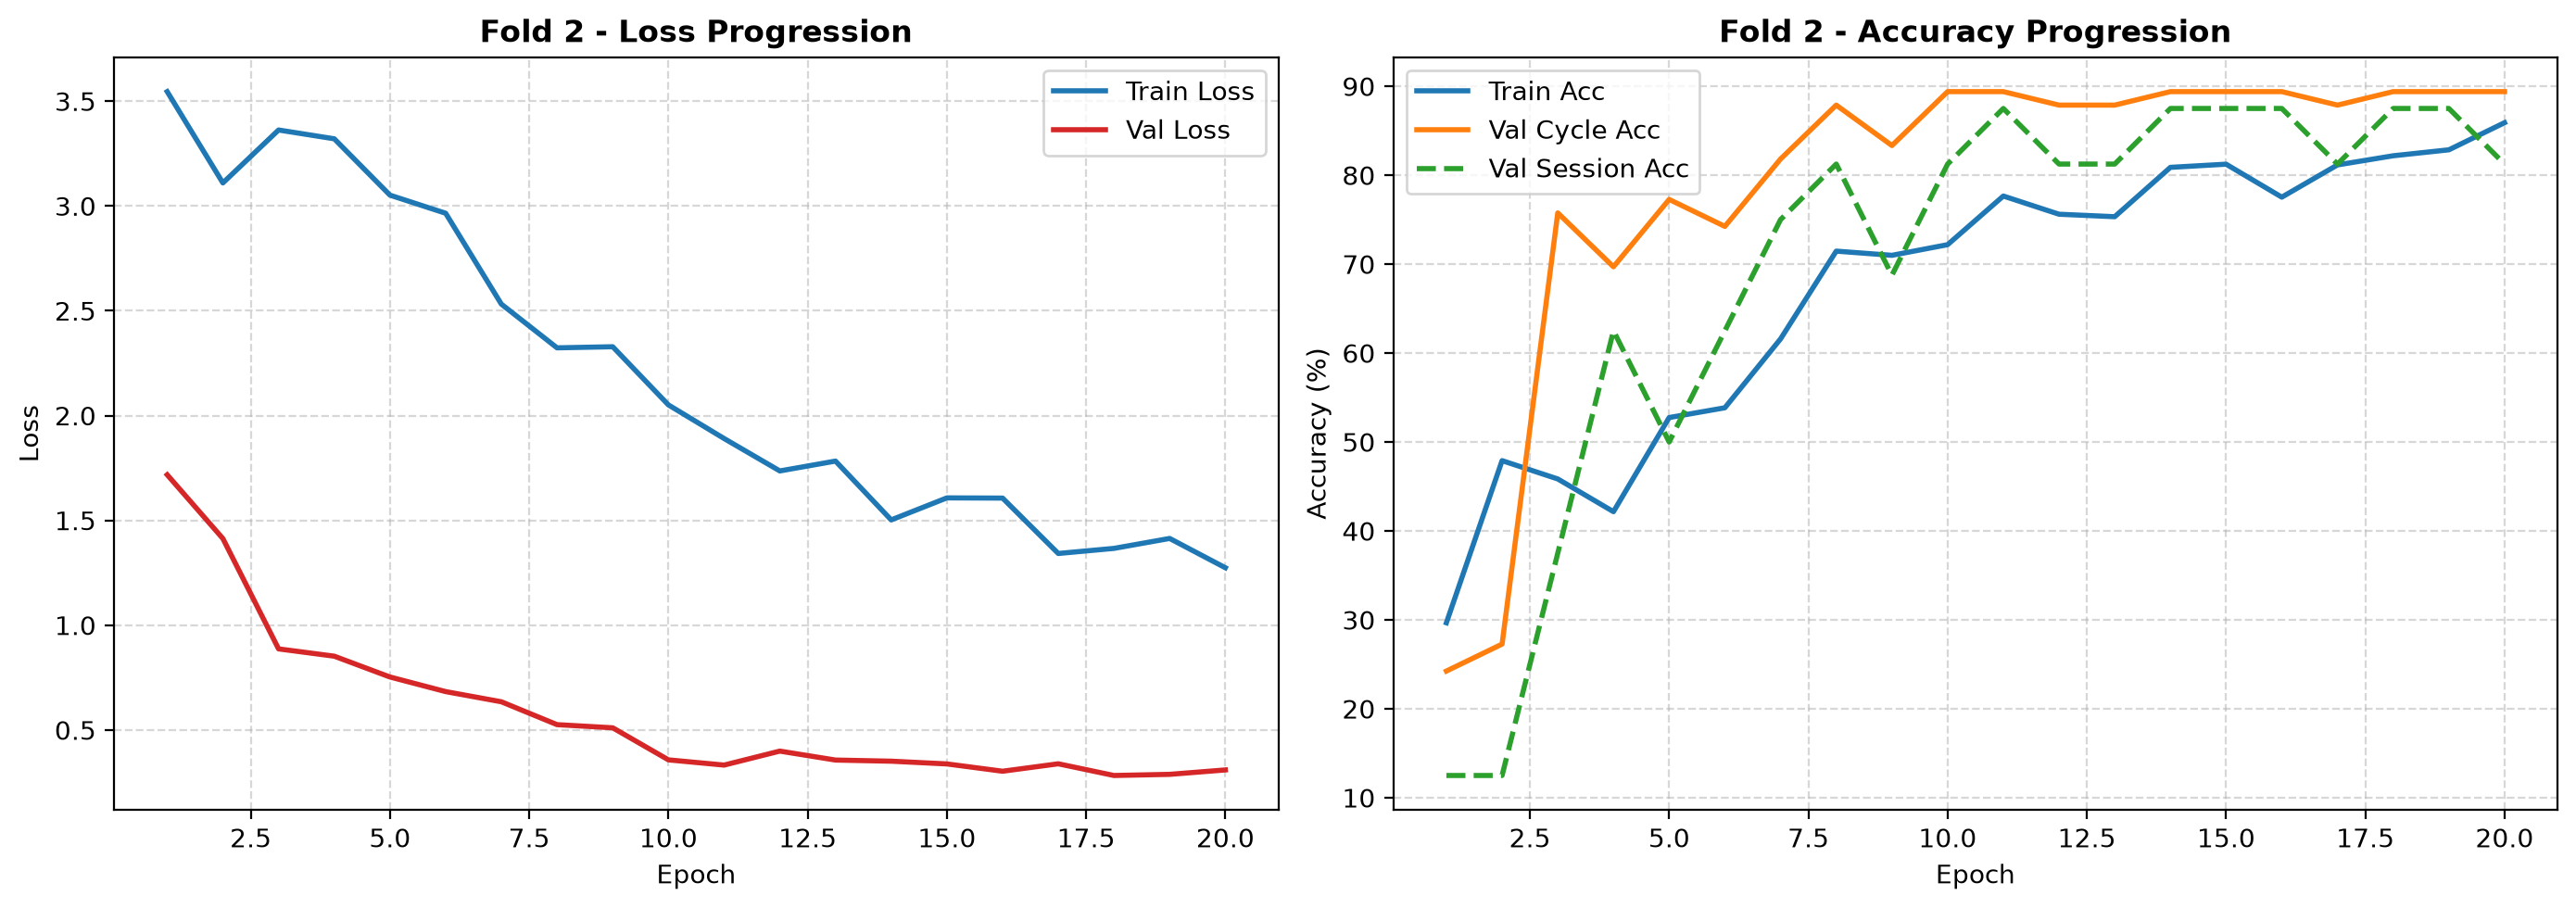 Fold 2 - Loss Progression
Train Loss
Val Loss
3.5
3.0
2.5
2.0
1.5
1.0
0.5
Loss
2.5 5.0 7.5 10.0 12.5 15.0 17.5 20.0
Epoch
Fold 2 - Accuracy Progression
Train Acc
Val Cycle Acc
Val Session Acc
90
80
70
60
50
40
30
20
10
Accuracy (%)
2.5 5.0 7.5 10.0 12.5 15.0 17.5 20.0
Epoch